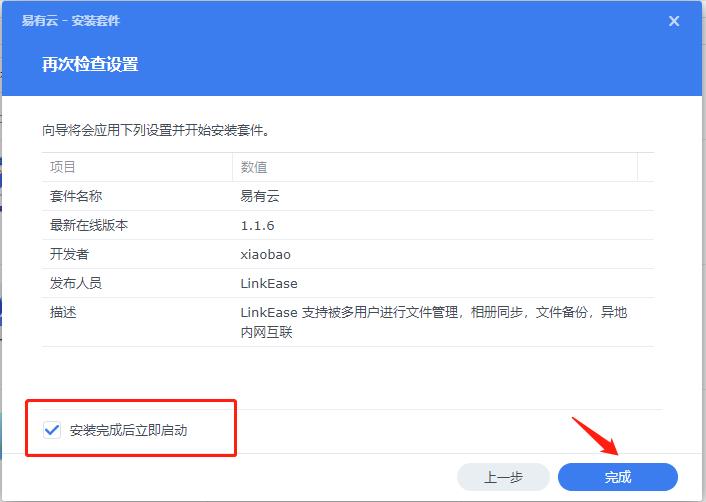 易有云 - 安装套件
再次检查设置
向导将会应用下列设置并开始安装套件。
项目 数值
套件名称 易有云
最新在线版本 1.1.6
开发者 xiaobao
发布人员 LinkEase
描述 LinkEase 支持被多用户进行文件管理，相册同步，文件备份，异地
内网互联
安装完成后立即启动
上一步 完成